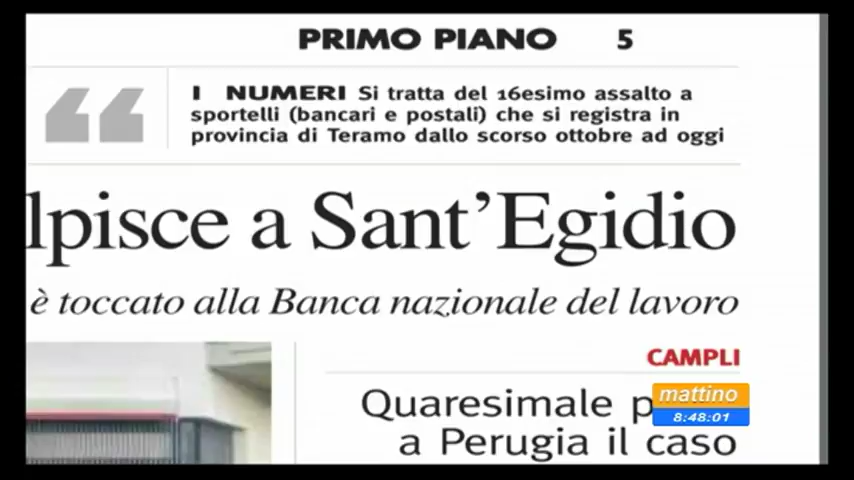 PRIMO PIANO 5
I NUMERI Si tratta del 16esimo assalto a
sportelli (bancari e postali) che si registra in
provincia di Teramo dallo scorso ottobre ad oggi
lpisce a Sant'Egidio
è toccato alla Banca nazionale del lavoro
CAMPLI
Quaresimale p
a Perugia il caso
mattino
8:48:01